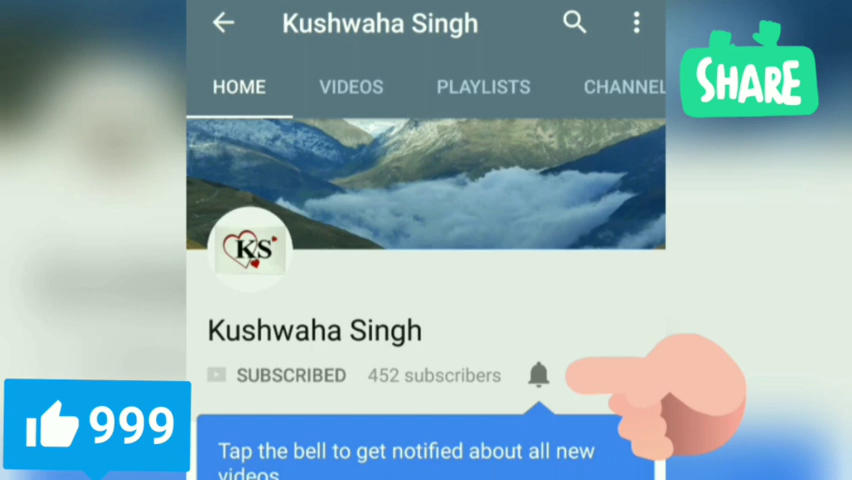 Kushwaha Singh
SHARE
HOME VIDEOS PLAYLISTS CHANNEL
KS
Kushwaha Singh
SUBSCRIBED 452 subscribers
999
Tap the bell to get notified about all new
videos